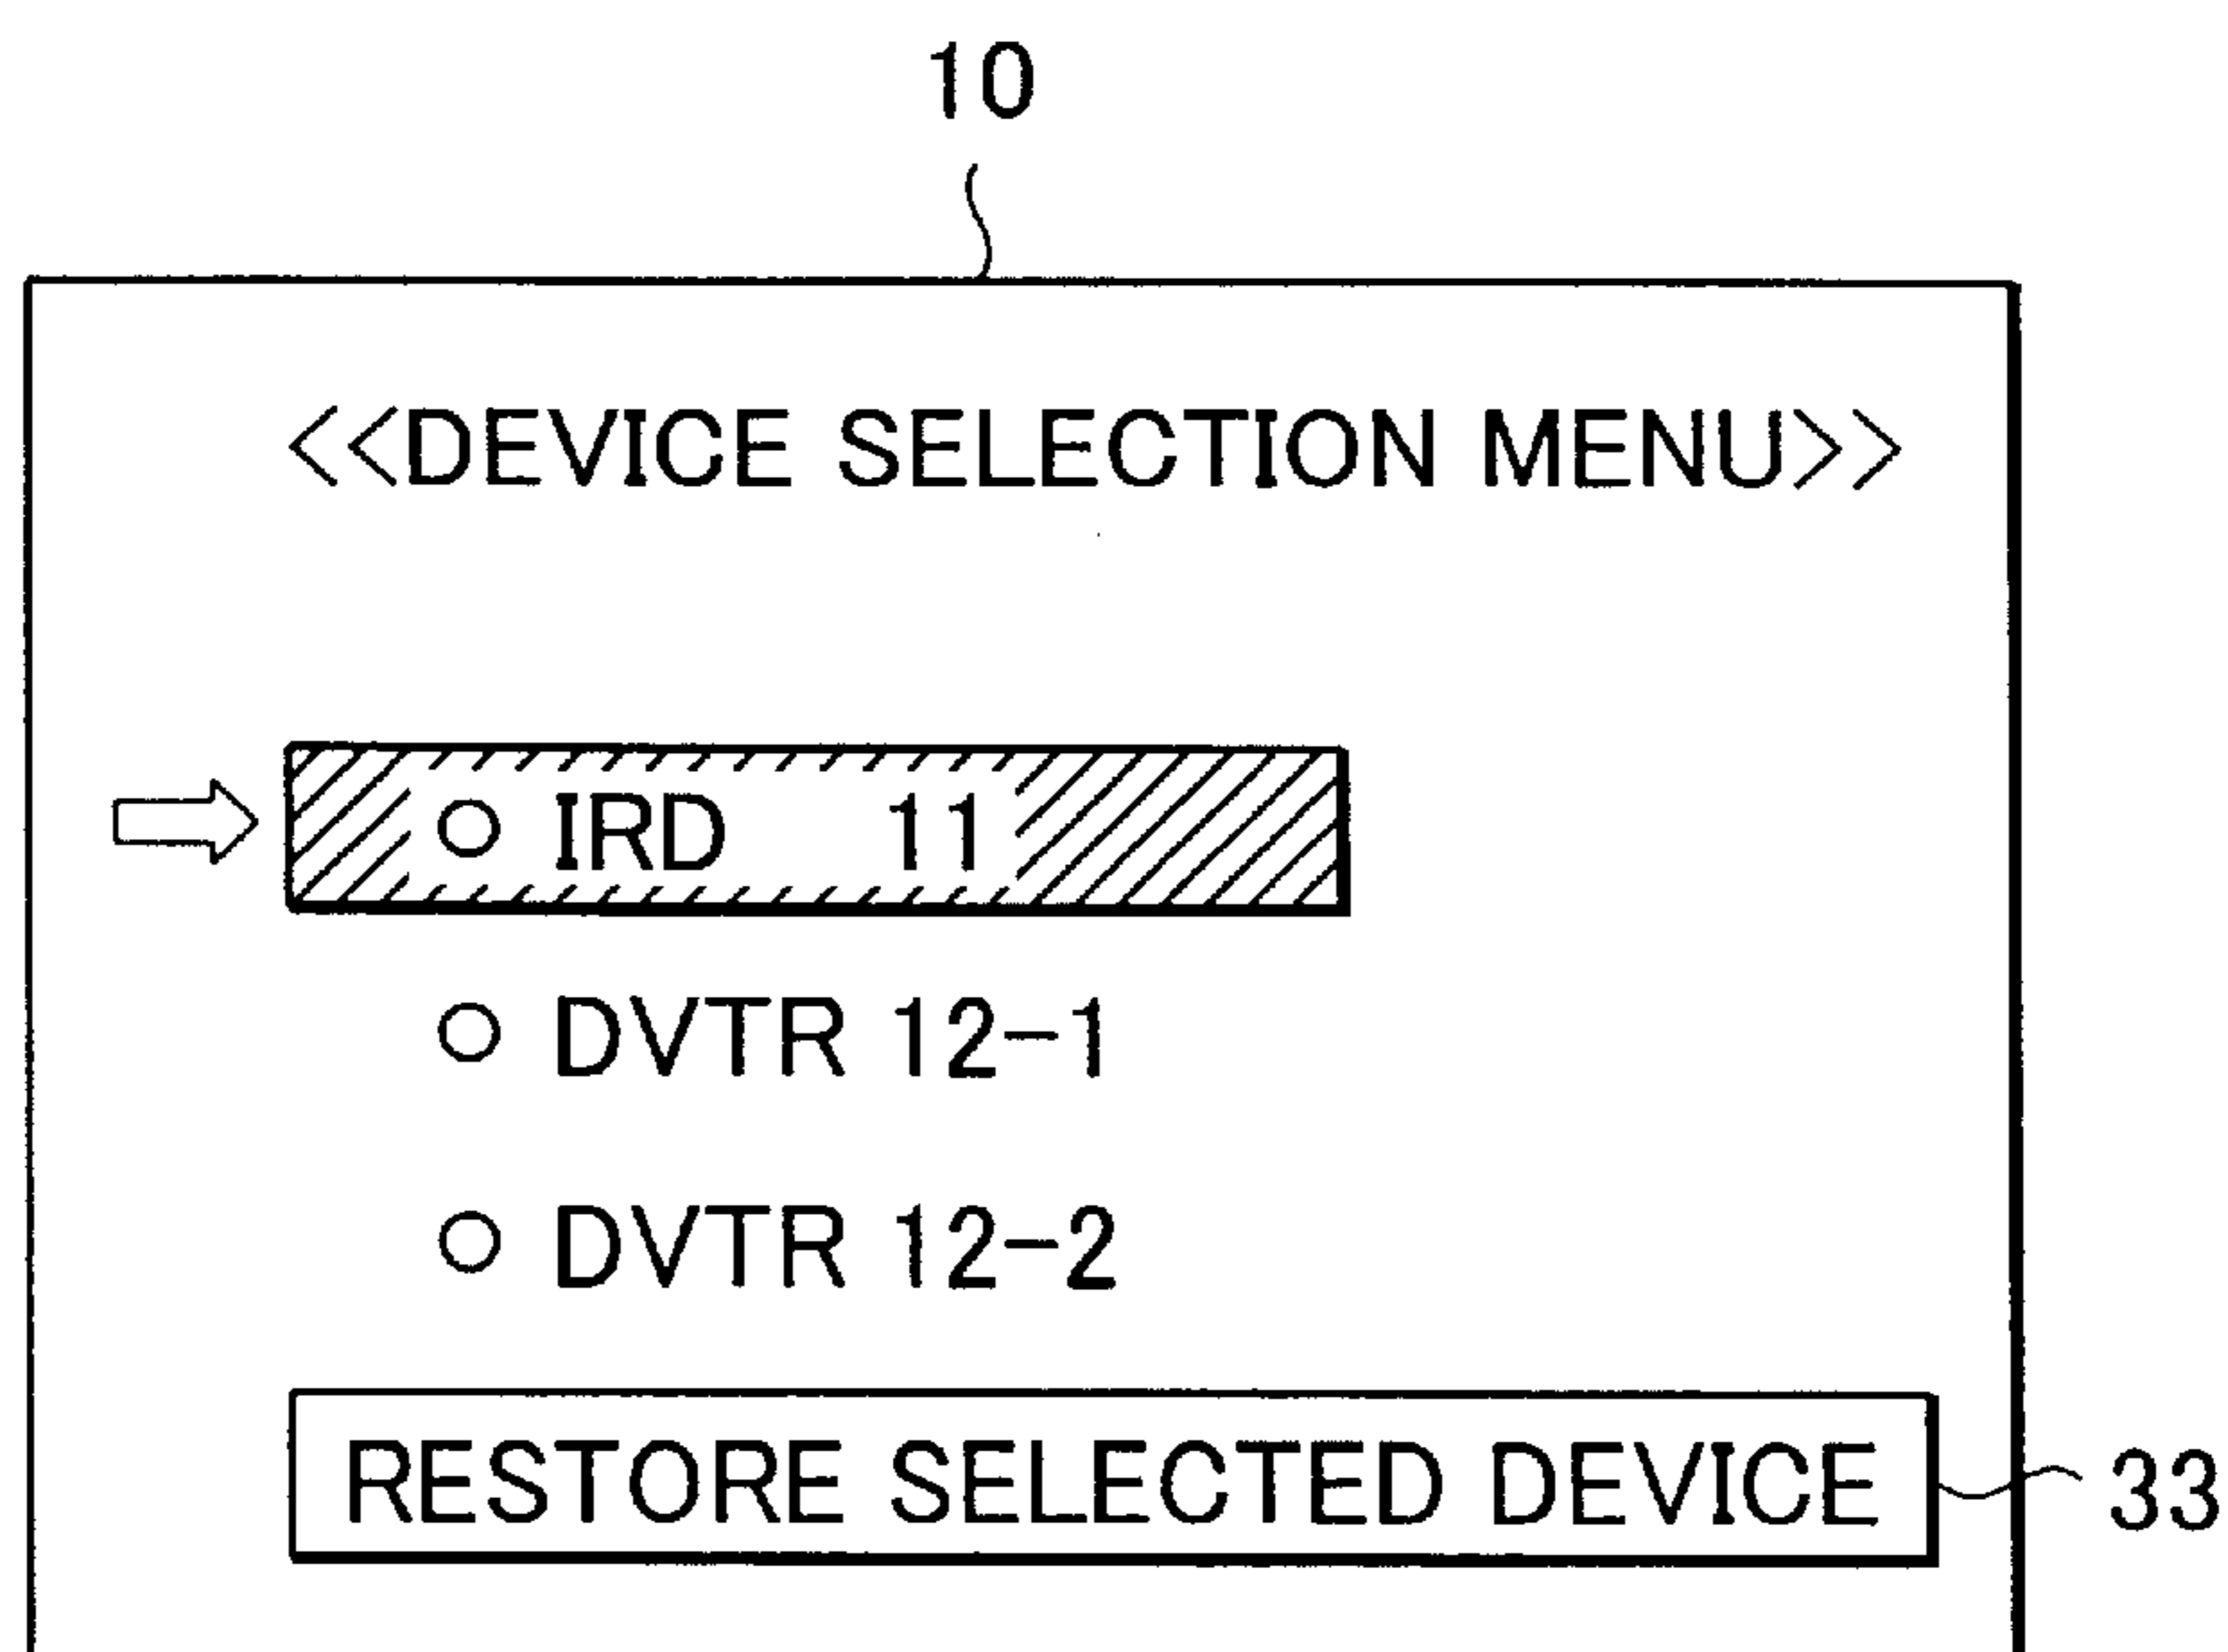 10
<<DEVICE SELECTION MENU>>
○ IRD 11
○ DVTR 12-1
○ DVTR 12-2
RESTORE SELECTED DEVICE 33